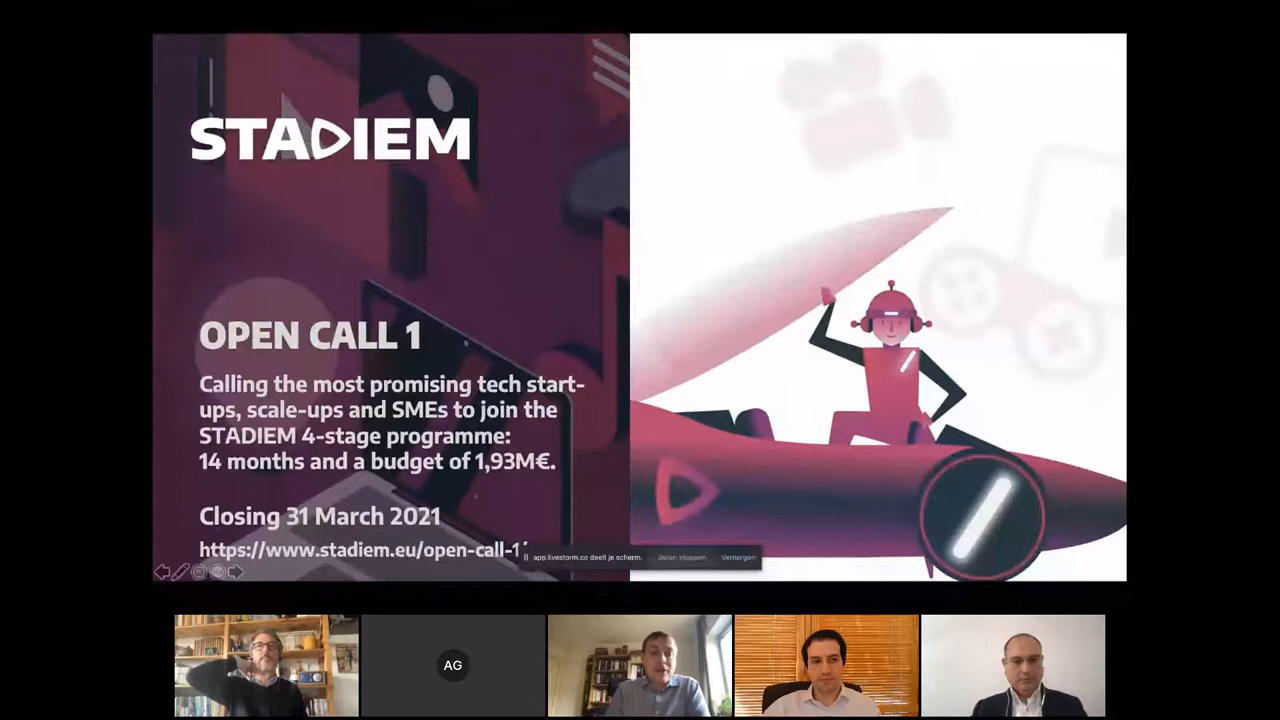 STADIEM
OPEN CALL 1
Calling the most promising tech start-
ups, scale-ups and SMEs to join the
STADIEM 4-stage programme:
14 months and a budget of 1,93M€.
Closing 31 March 2021
https://www.stadiem.eu/open-call-1/
app.livestorm.co deelt je scherm.
Delen stoppen
Verbergen
AG